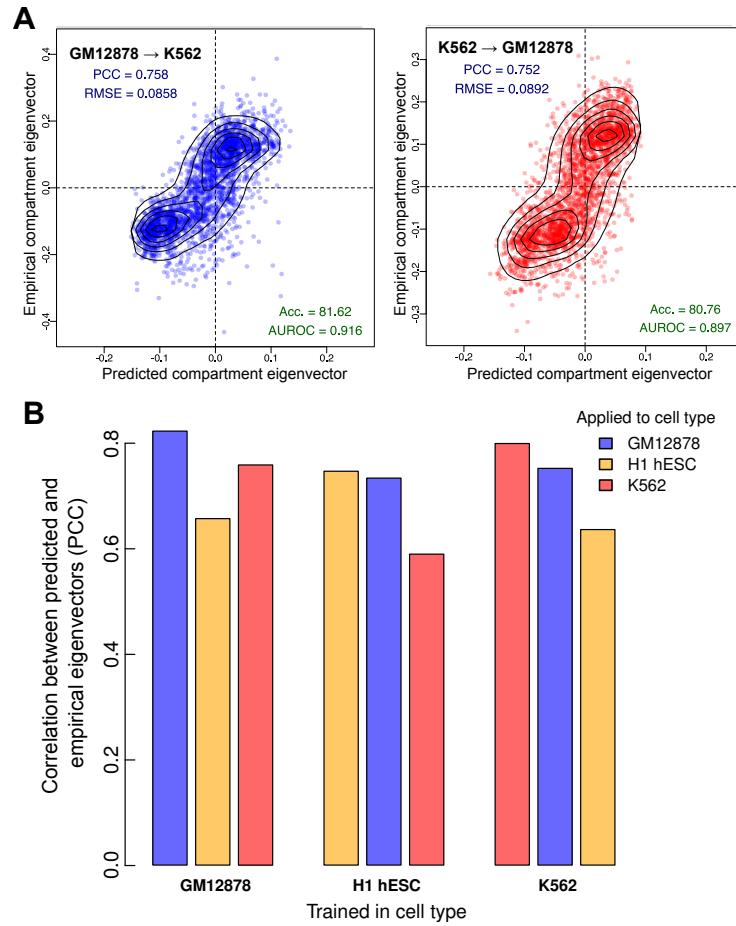 A
GM12878 → K562
PCC = 0.758
RMSE = 0.0858
Acc. = 81.62
AUROC = 0.916
Empirical compartment eigenvector
0.4
0.2
0.0
-0.2
-0.4
-0.2
-0.1
0.0
0.1
0.2
Predicted compartment eigenvector
K562 → GM12878
PCC = 0.752
RMSE = 0.0892
Acc. = 80.76
AUROC = 0.897
Empirical compartment eigenvector
0.3
0.2
0.1
0.0
-0.1
-0.2
-0.3
-0.2
-0.1
0.0
0.1
0.2
Predicted compartment eigenvector
B
Applied to cell type
GM12878
H1 hESC
K562
Correlation between predicted and
empirical eigenvectors (PCC)
0.8
0.6
0.4
0.2
0.0
GM12878
H1 hESC
K562
Trained in cell type